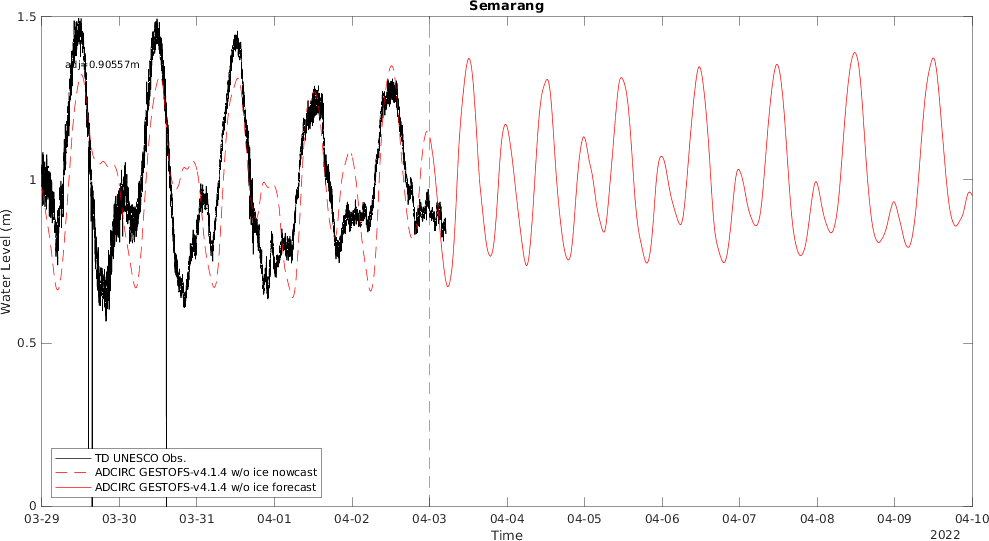 Semarang
1.5
1
0.5
0
Water Level (m)
adj=0.90557m
TD UNESCO Obs.
ADCIRC GESTOFS-v4.1.4 w/o ice nowcast
ADCIRC GESTOFS-v4.1.4 w/o ice forecast
03-29 03-30 03-31 04-01 04-02 04-03 04-04 04-05 04-06 04-07 04-08 04-09 04-10
Time
2022